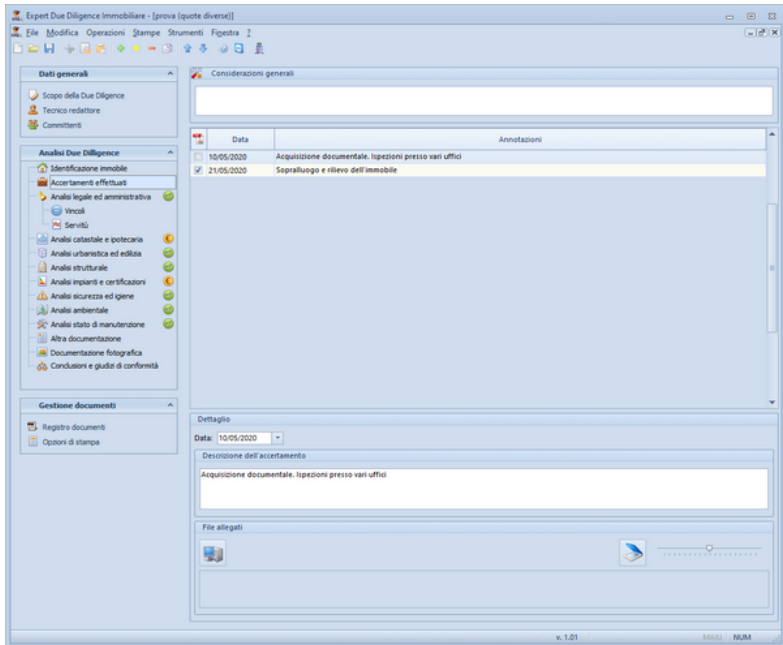 Expert Due Diligence Immobiliare - [prova (quote diverse)]
File Modifica Operazioni Stampe Strumenti Finestra ?
Dati generali
Scopo della Due Diligence
Tecnico redattore
Committenti
Analisi Due Dilligence
Identificazione immobile
Accertamenti effettuati
Analisi legale ed amministrativa
Vincoli
Servitù
Analisi catastale e ipotecaria
Analisi urbanistica ed edilizia
Analisi strutturale
Analisi impianti e certificazioni
Analisi sicurezza ed igiene
Analisi ambientale
Analisi stato di manutenzione
Altra documentazione
Documentazione fotografica
Conclusioni e giudizi di conformità
Gestione documenti
Registro documenti
Opzioni di stampa
Considerazioni generali
Data Annotazioni
10/05/2020 Acquisizione documentale. Ispezioni presso vari uffici
21/05/2020 Sopralluogo e rilievo dell'immobile
Dettaglio
Data: 10/05/2020
Descrizione dell'accertamento
Acquisizione documentale. Ispezioni presso vari uffici
File allegati
v. 1.01 MAIU NUM